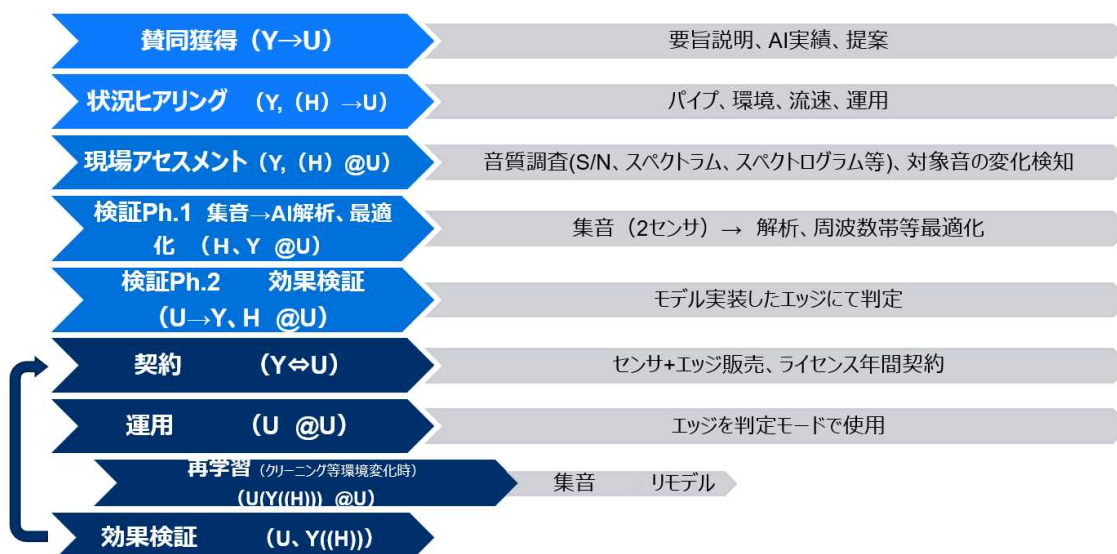 賛同獲得（Y→U）
要旨説明、AI実績、提案
状況ヒアリング （Y, （H）→U）
パイプ、環境、流速、運用
現場アセスメント（Y, （H）@U）
音質調査(S/N、スペクトラム、スペクトログラム等)、対象音の変化検知
検証Ph.1 集音→AI解析、最適
化 （H、Y @U）
集音（2センサ）→ 解析、周波数帯等最適化
検証Ph.2 効果検証
（U→Y、H @U）
モデル実装したエッジにて判定
契約 （Y⇔U）
センサ+エッジ販売、ライセンス年間契約
運用 （U @U）
エッジを判定モードで使用
再学習（クリーニング等環境変化時）
（U(Y((H))) @U）
集音 リモデル
効果検証 （U、Y((H))）